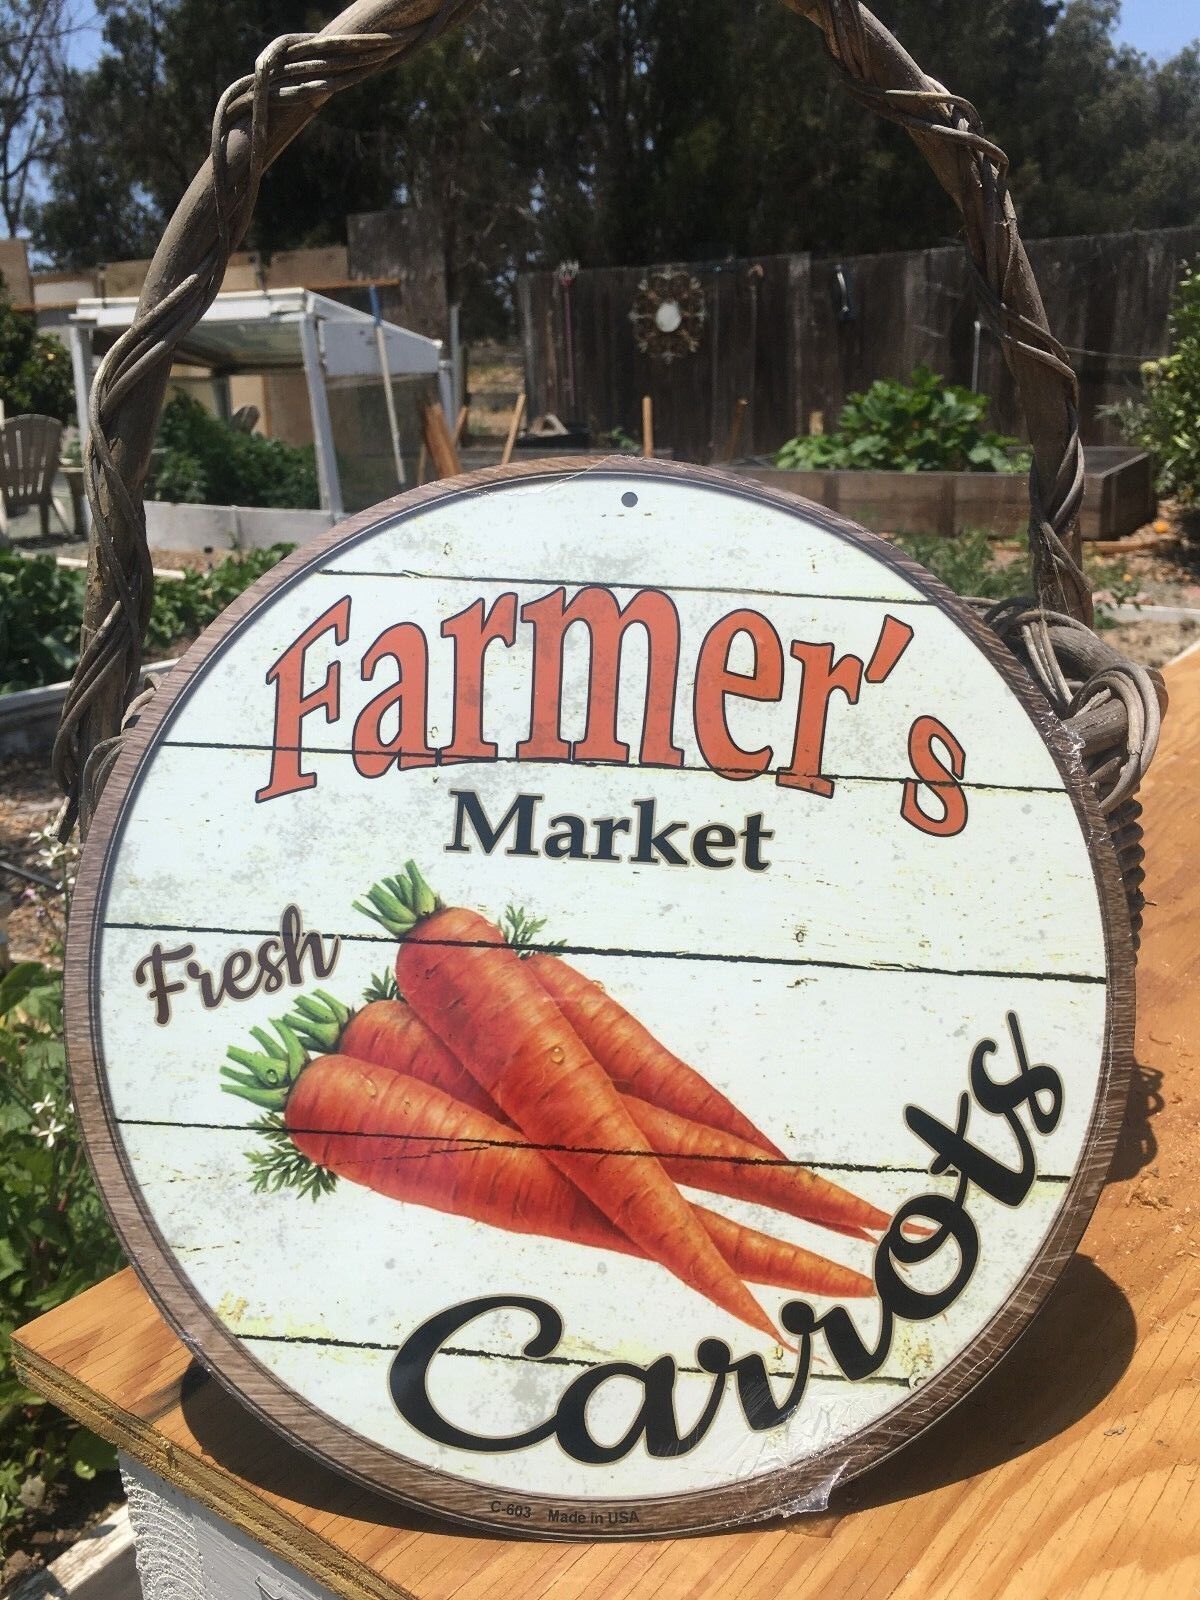 Farmer's
Market
Fresh
Carrots
C-603 Made in USA